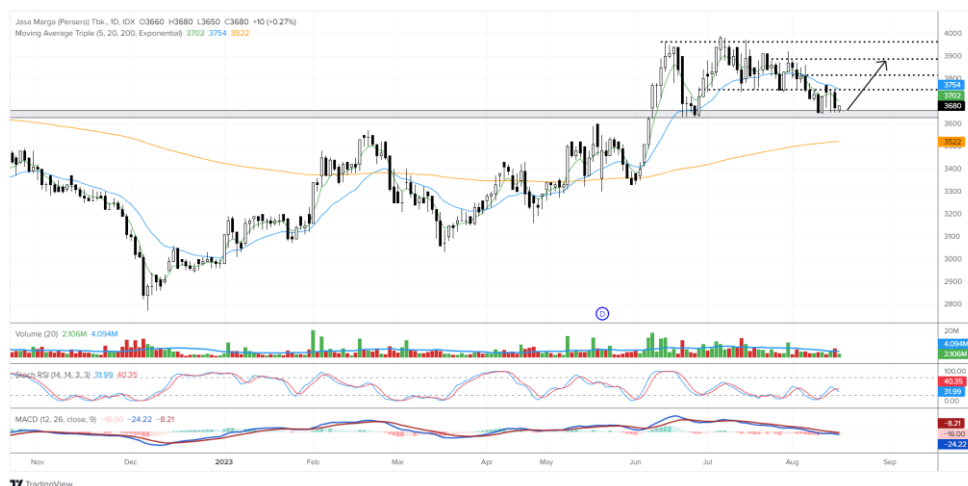 Jasa Marga (Persero) Tbk., 1D, IDX O3660 H3680 L3650 C3680 +10 (+0.27%)
Moving Average Triple (5, 20, 200, Exponential) 3702 3754 3522
4000
3900
3800
3754
3702
3680
3600
3522
3400
3300
3200
3100
3000
2900
2800
D
Volume (20) 2.106M 4.094M
20M
4.094M
2.106M
Stoch RSI (14, 14, 3, 3) 31.99 40.35
100.00
40.35
31.99
0.00
MACD (12, 26, close, 9) -16.00 -24.22 -8.21
-8.21
-16.00
-24.22
Nov Dec 2023 Feb Mar Apr May Jun Jul Aug Sep
TradingView